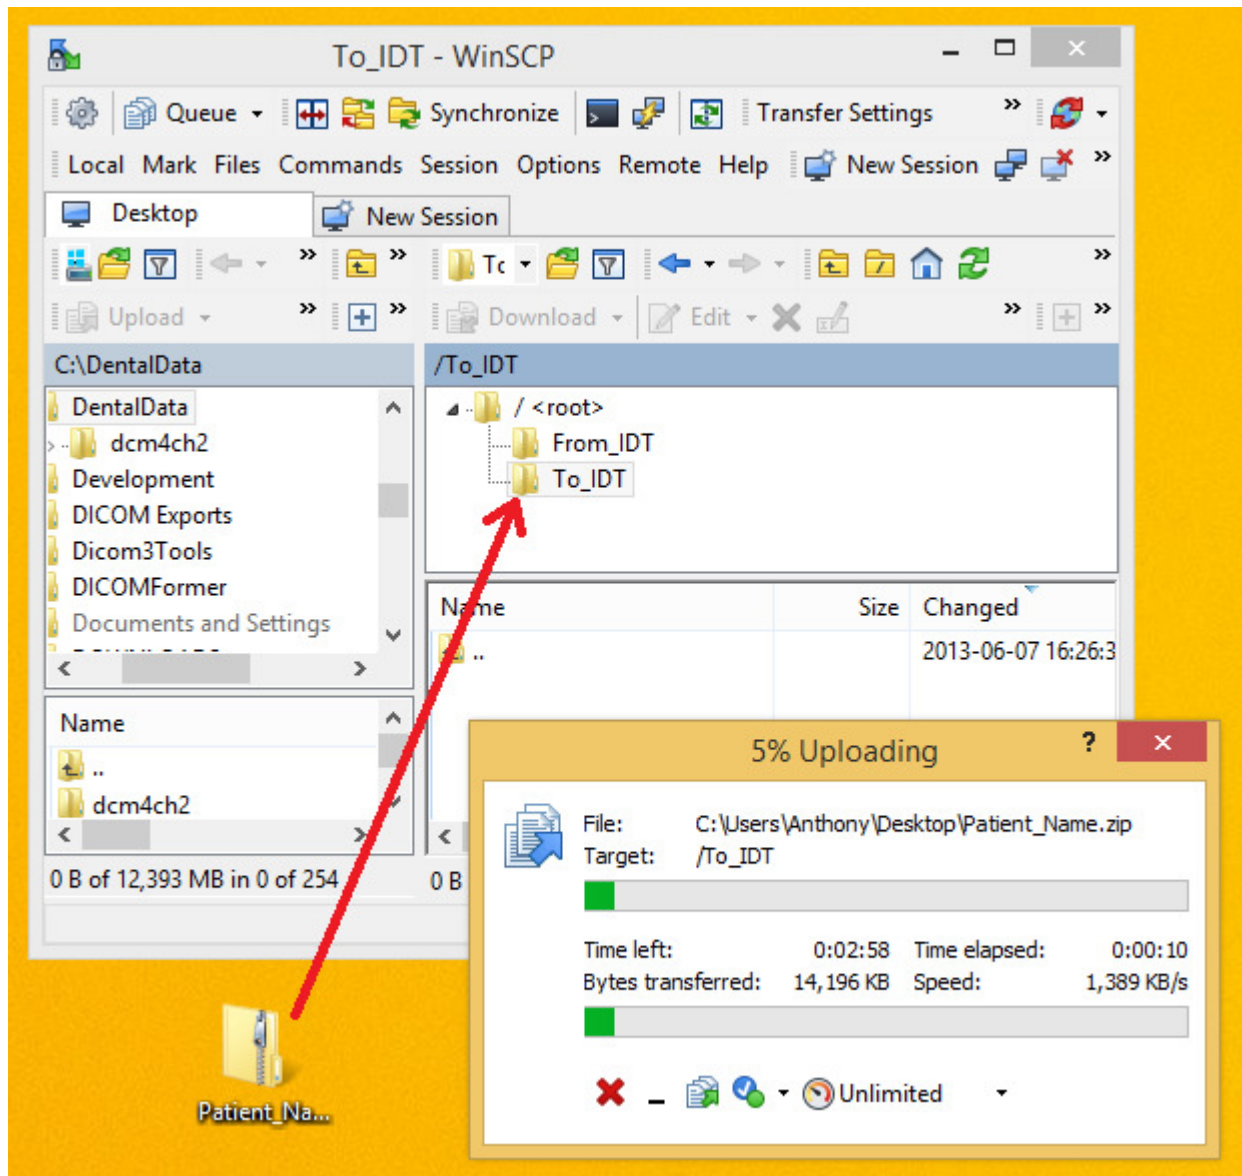 To_IDT - WinSCP
Queue Synchronize Transfer Settings »
Local Mark Files Commands Session Options Remote Help New Session »
Desktop New Session
» » Tc »
Upload » » Download Edit » »
C:\DentalData /To_IDT
DentalData
dcm4ch2
Development
DICOM Exports
Dicom3Tools
DICOMFormer
Documents and Settings
/ <root>
From_IDT
To_IDT
Name Size Changed
.. 2013-06-07 16:26:3
Name
..
dcm4ch2
0 B of 12,393 MB in 0 of 254 0 B
Patient_Na...
5% Uploading ?
File: C:\Users\Anthony\Desktop\Patient_Name.zip
Target: /To_IDT
Time left: 0:02:58 Time elapsed: 0:00:10
Bytes transferred: 14,196 KB Speed: 1,389 KB/s
Unlimited